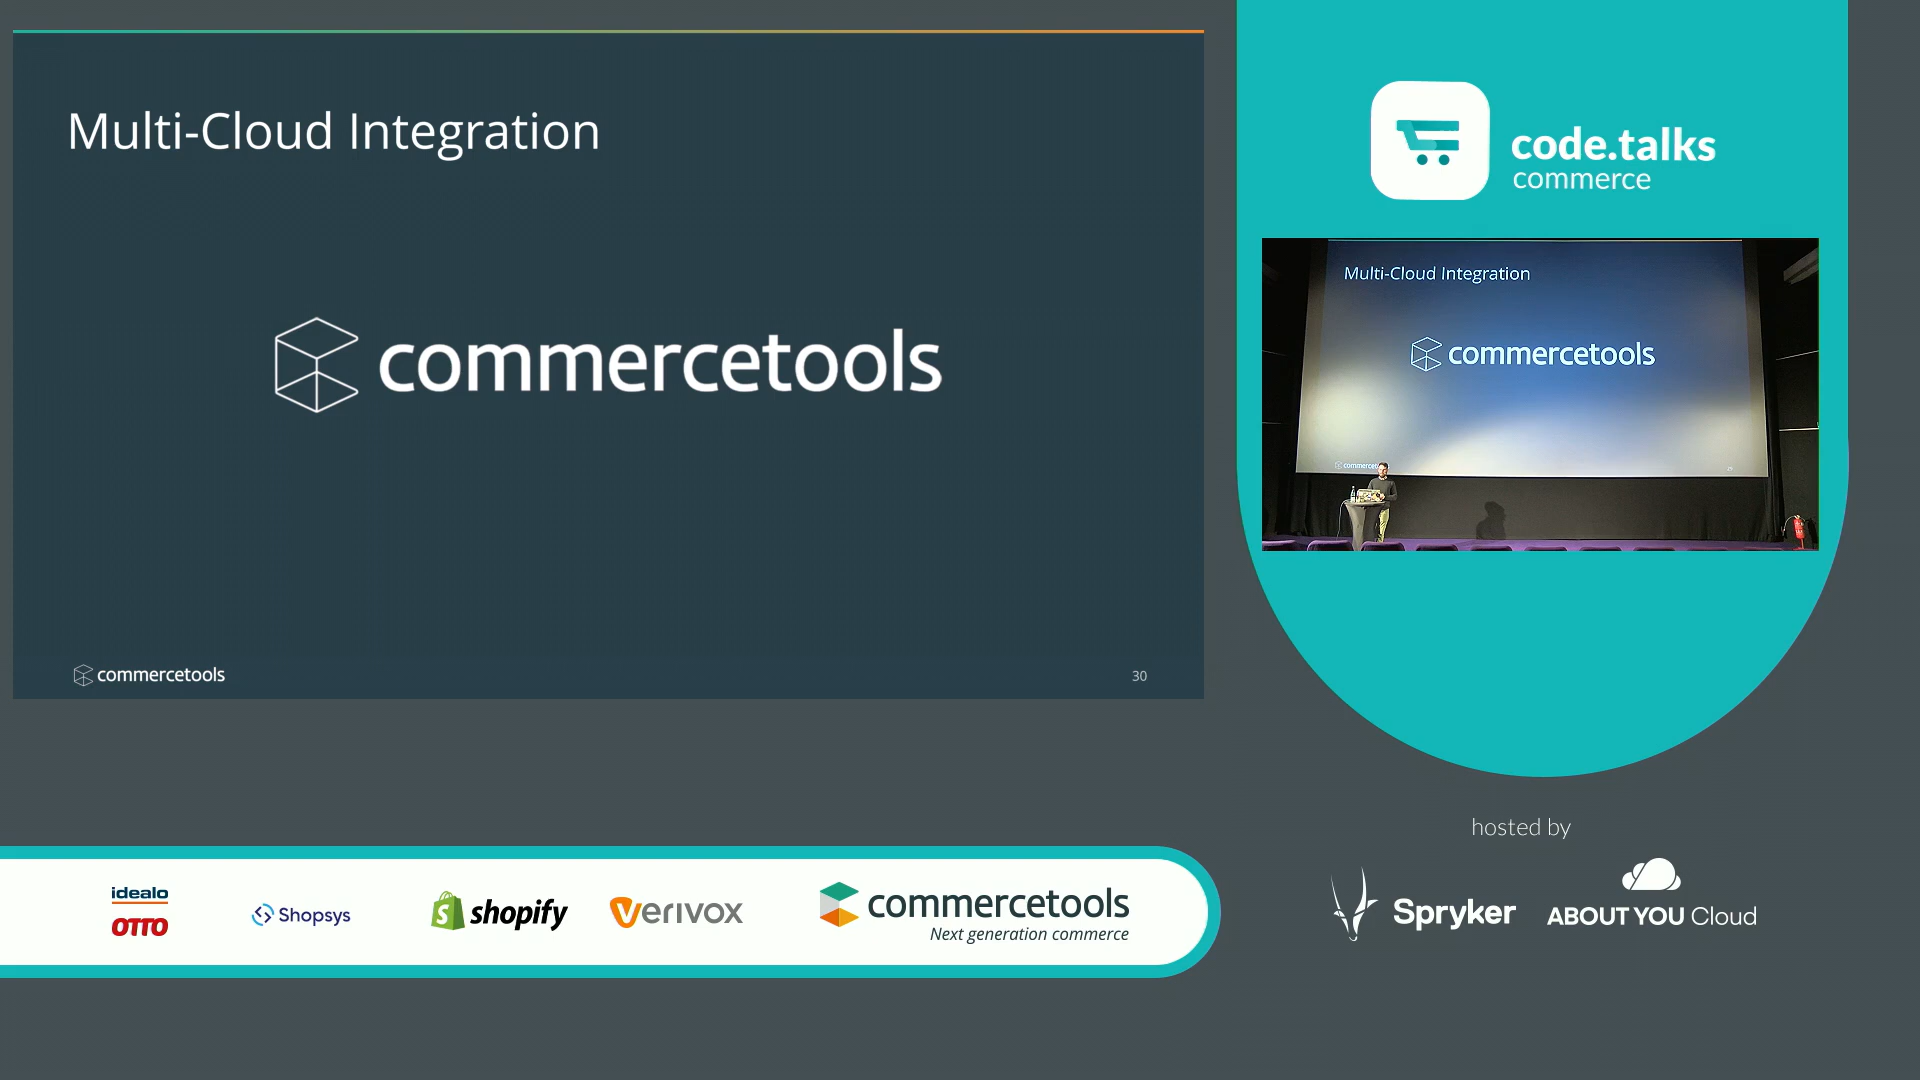 Multi-Cloud Integration
commercetools
commercetools
30
code.talks
commerce
Multi-Cloud Integration
commercetools
hosted by
Spryker
ABOUT YOU Cloud
idealo
OTTO
Shopsys
shopify
VERIVOX
commercetools
Next generation commerce